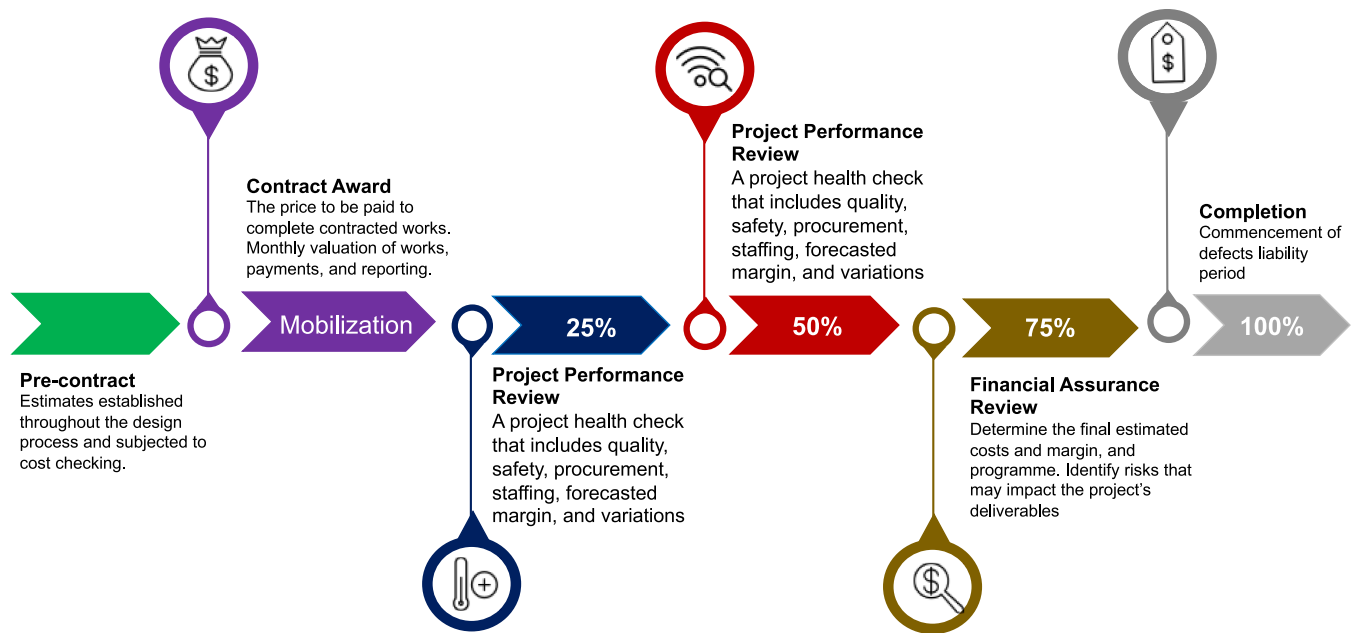 Pre-contract
Estimates established
throughout the design
process and subjected to
cost checking.
$
Contract Award
The price to be paid to
complete contracted works.
Monthly valuation of works,
payments, and reporting.
Mobilization
25%
Project Performance
Review
A project health check
that includes quality,
safety, procurement,
staffing, forecasted
margin, and variations
Project Performance
Review
A project health check
that includes quality,
safety, procurement,
staffing, forecasted
margin, and variations
50%
75%
Financial Assurance
Review
Determine the final estimated
costs and margin, and
programme. Identify risks that
may impact the project's
deliverables
$
$
Completion
Commencement of
defects liability
period
100%